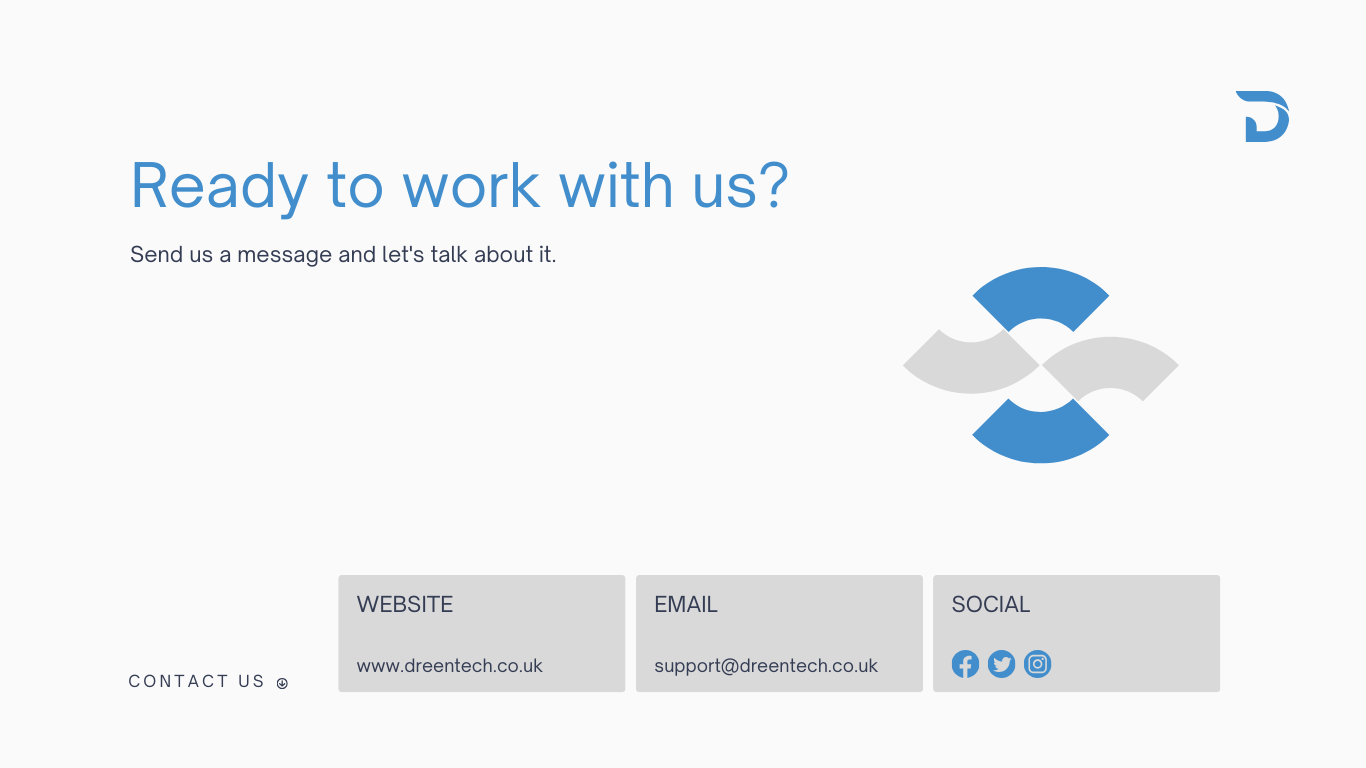 Ready to work with us?
Send us a message and let's talk about it.
CONTACT US
WEBSITE
www.dreentech.co.uk
EMAIL
support@dreentech.co.uk
SOCIAL